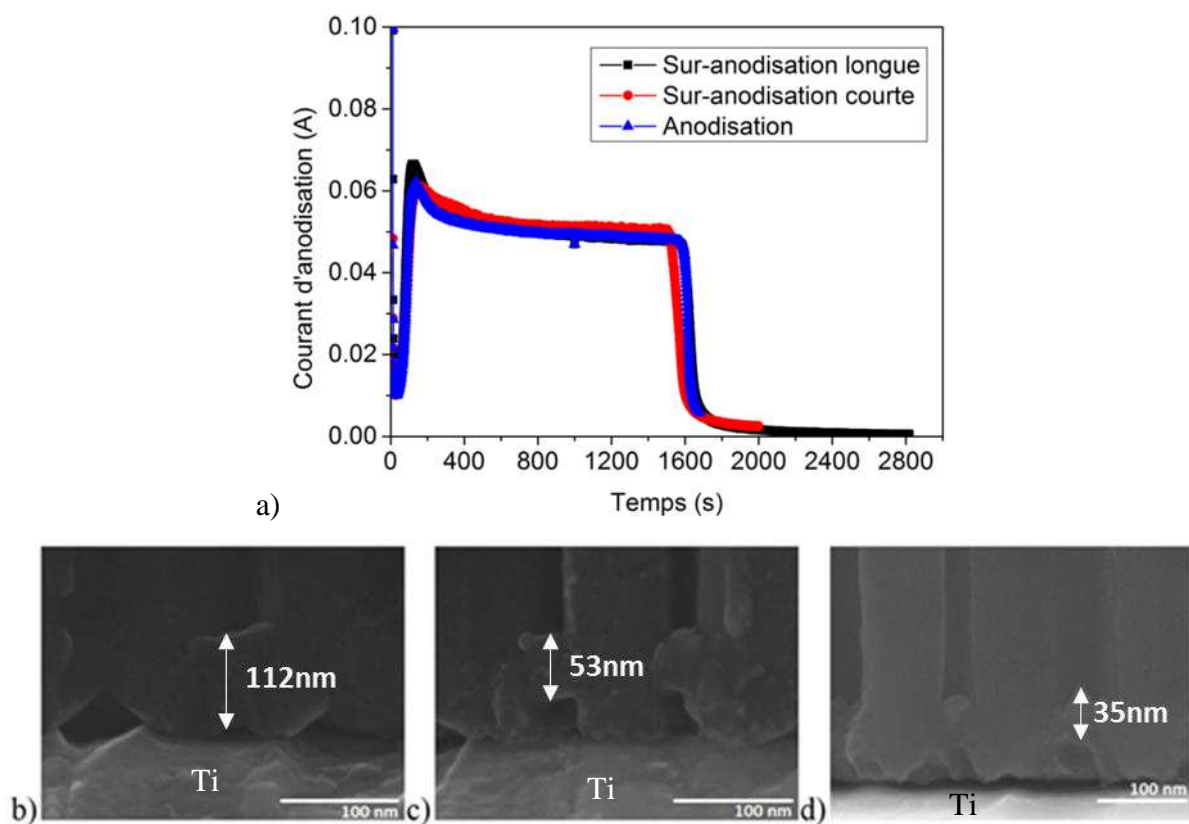 0.10
0.08
0.06
0.04
0.02
0.00
Courant d'anodisation (A)
Sur-anodisation longue
Sur-anodisation courte
Anodisation
0 400 800 1200 1600 2000 2400 2800
Temps (s)
a)
112nm
Ti
100 nm
b)
53nm
Ti
100 nm
c)
35nm
Ti
100 nm
d)